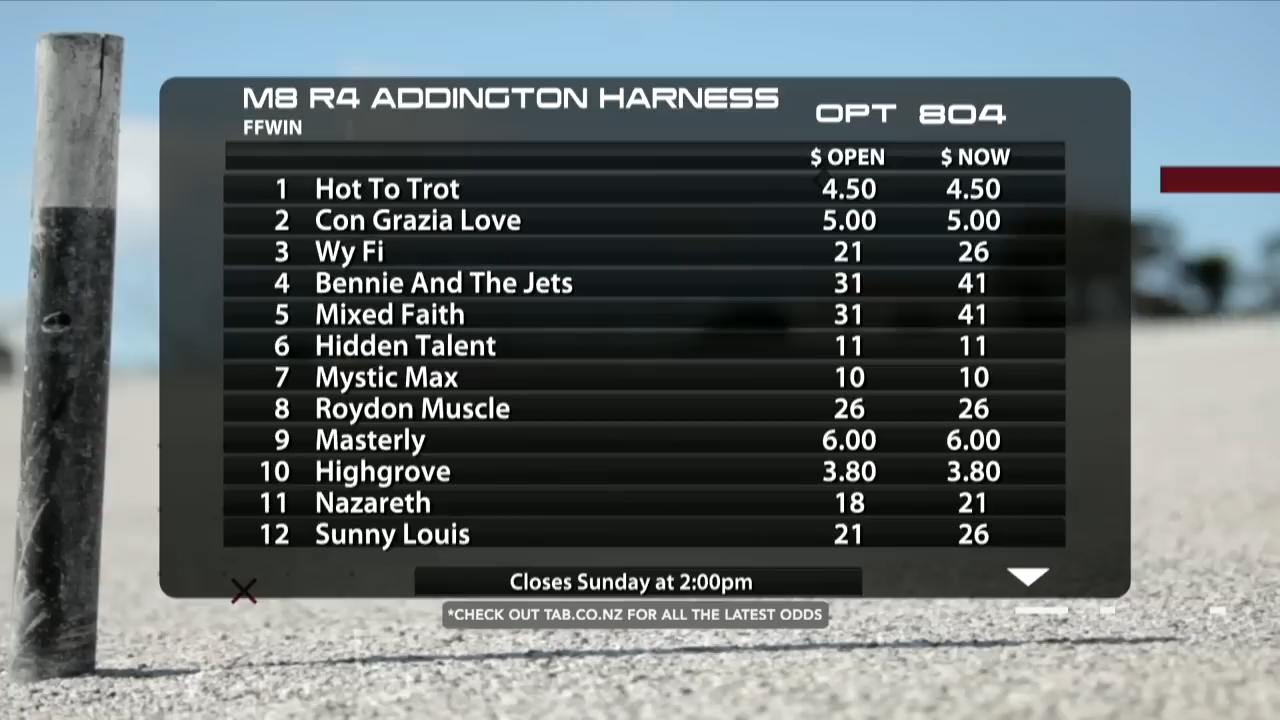 M8 R4 ADDINGTON HARNESS OPT 804
FFWIN
$ OPEN $ NOW
1 Hot To Trot 4.50 4.50
2 Con Grazia Love 5.00 5.00
3 Wy Fi 21 26
4 Bennie And The Jets 31 41
5 Mixed Faith 31 41
6 Hidden Talent 11 11
7 Mystic Max 10 10
8 Roydon Muscle 26 26
9 Masterly 6.00 6.00
10 Highgrove 3.80 3.80
11 Nazareth 18 21
12 Sunny Louis 21 26
Closes Sunday at 2:00pm
*CHECK OUT TAB.CO.NZ FOR ALL THE LATEST ODDS